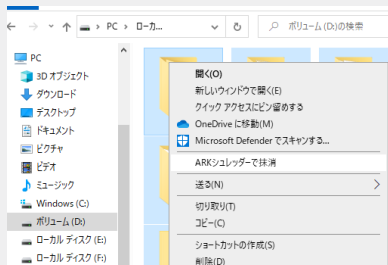 PC
ローカ...
ボリューム (D:)の検索
PC
3D オブジェクト
ダウンロード
デスクトップ
ドキュメント
ピクチャ
ビデオ
ミュージック
Windows (C:)
ボリューム (D:)
ローカル ディスク (E:)
ローカル ディスク (F:)
開く(O)
新しいウィンドウで開く(E)
クイック アクセスにピン留めする
OneDrive に移動(M)
Microsoft Defender でスキャンする...
ARKシュレッダーで抹消
送る(N)
切り取り(T)
コピー(C)
ショートカットの作成(S)
削除(D)